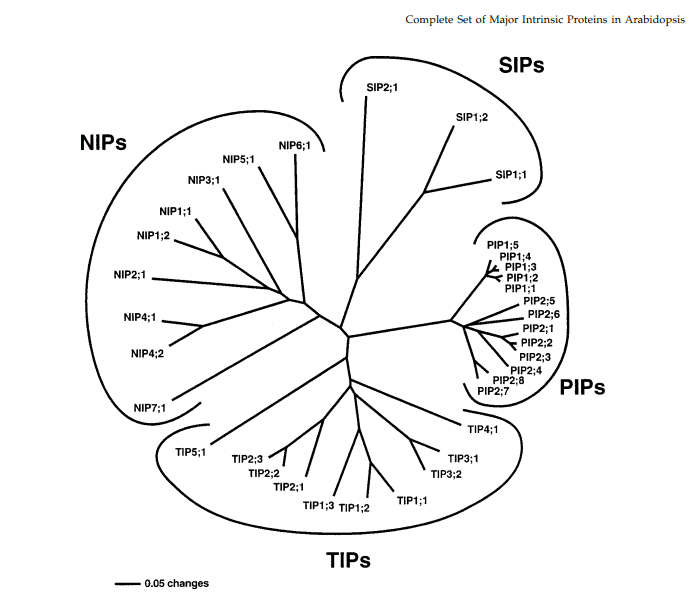 Complete Set of Major Intrinsic Proteins in Arabidopsis
SIPs
SIP2;1
SIP1;2
SIP1;1
NIPs
NIP6;1
NIP5;1
NIP3;1
NIP1;1
NIP1;2
NIP2;1
NIP4;1
NIP4;2
NIP7;1
PIP1;5
PIP1;4
PIP1;3
PIP1;2
PIP1;1
PIP2;5
PIP2;6
PIP2;1
PIP2;2
PIP2;3
PIP2;4
PIP2;8
PIP2;7
PIPs
TIP5;1
TIP2;3
TIP2;2
TIP2;1
TIP1;3
TIP1;2
TIP1;1
TIP3;2
TIP3;1
TIP4;1
TIPs
0.05 changes